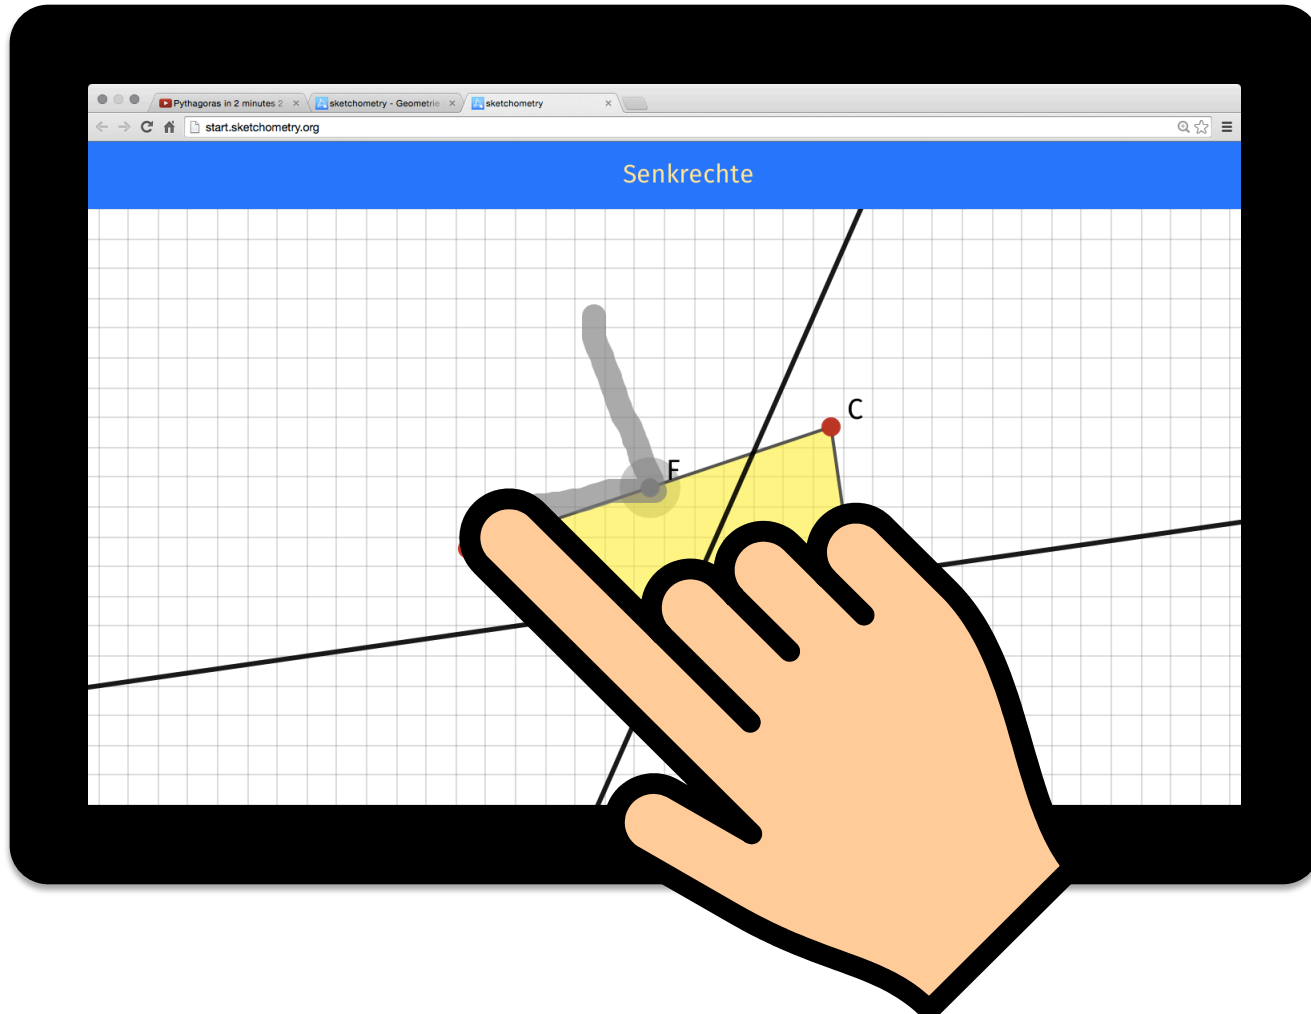 Pythagoras in 2 minutes 2
sketchometry - Geometrie
sketchometry
start.sketchometry.org
Senkrechte
C
F